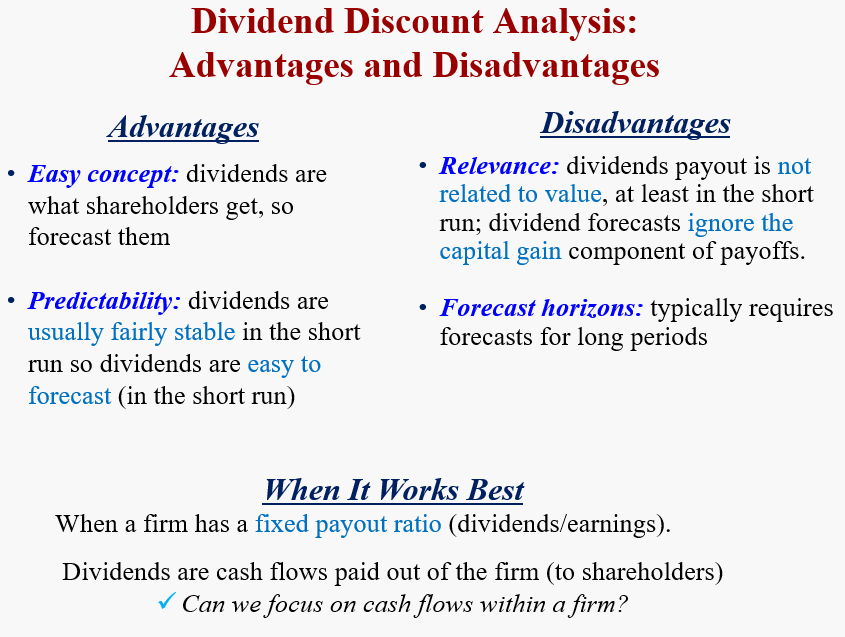 Dividend Discount Analysis:
Advantages and Disadvantages
Advantages
• Easy concept: dividends are
what shareholders get, so
forecast them
• Predictability: dividends are
usually fairly stable in the short
run so dividends are easy to
forecast (in the short run)
Disadvantages
• Relevance: dividends payout is not
related to value, at least in the short
run; dividend forecasts ignore the
capital gain component of payoffs.
• Forecast horizons: typically requires
forecasts for long periods
When It Works Best
When a firm has a fixed payout ratio (dividends/earnings).
Dividends are cash flows paid out of the firm (to shareholders)
✓ Can we focus on cash flows within a firm?